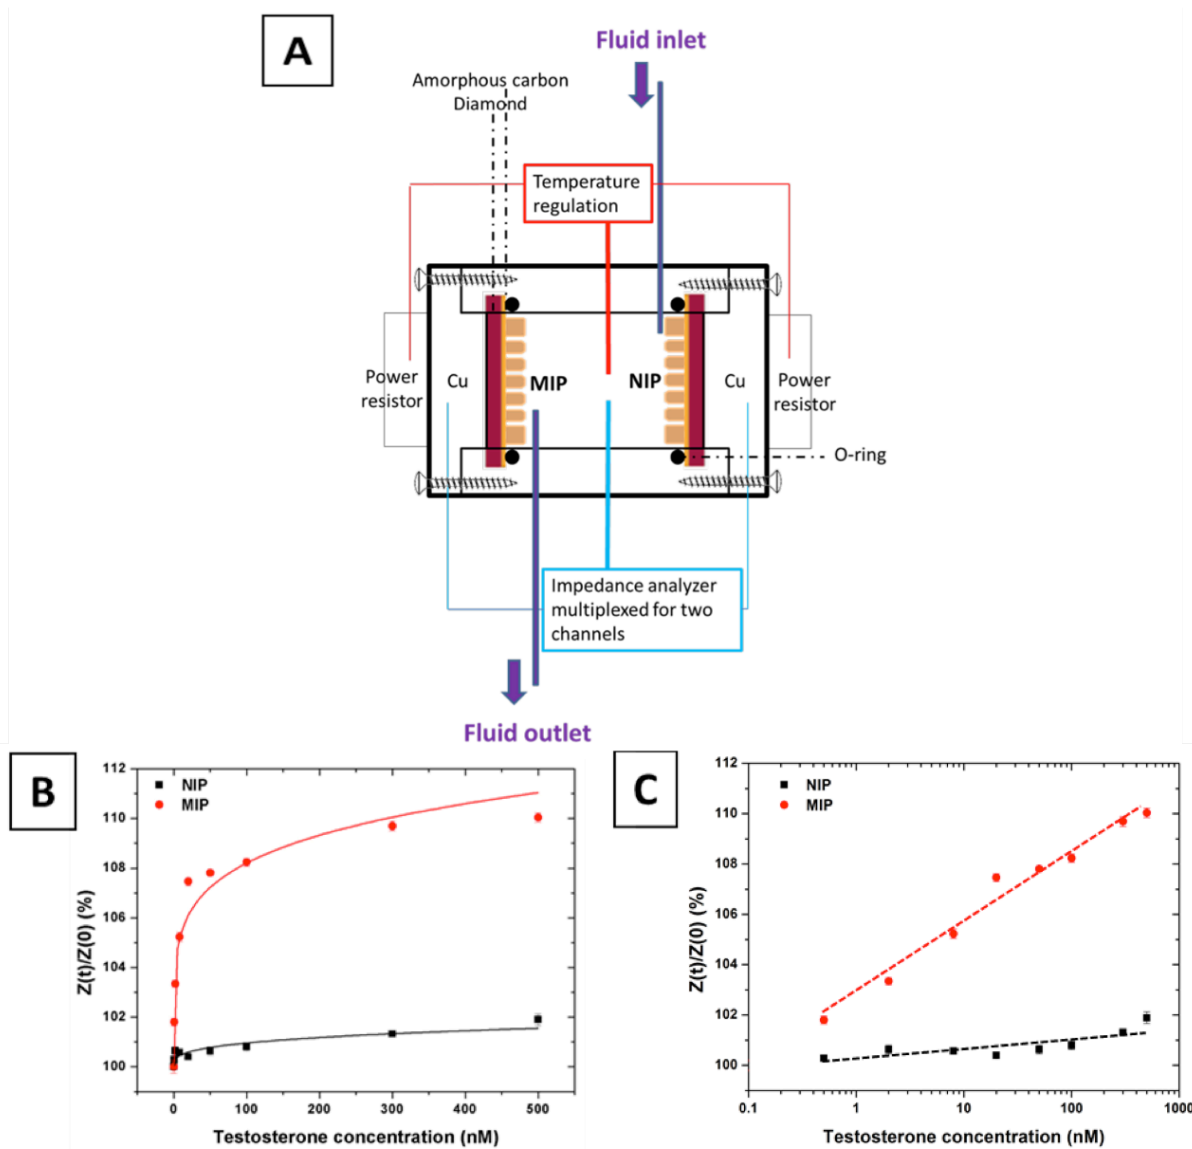 A
Fluid inlet
Amorphous carbon
Diamond
Temperature
regulation
Power
resistor
Cu
MIP
NIP
Cu
Power
resistor
O-ring
Impedance analyzer
multiplexed for two
channels
Fluid outlet
B
NIP
MIP
112
110
108
106
104
102
100
Z(t)/Z(0) (%)
0
100
200
300
400
500
Testosterone concentration (nM)
C
NIP
MIP
112
110
108
106
104
102
100
Z(t)/Z(0) (%)
0.1
1
10
100
1000
Testosterone concentration (nM)